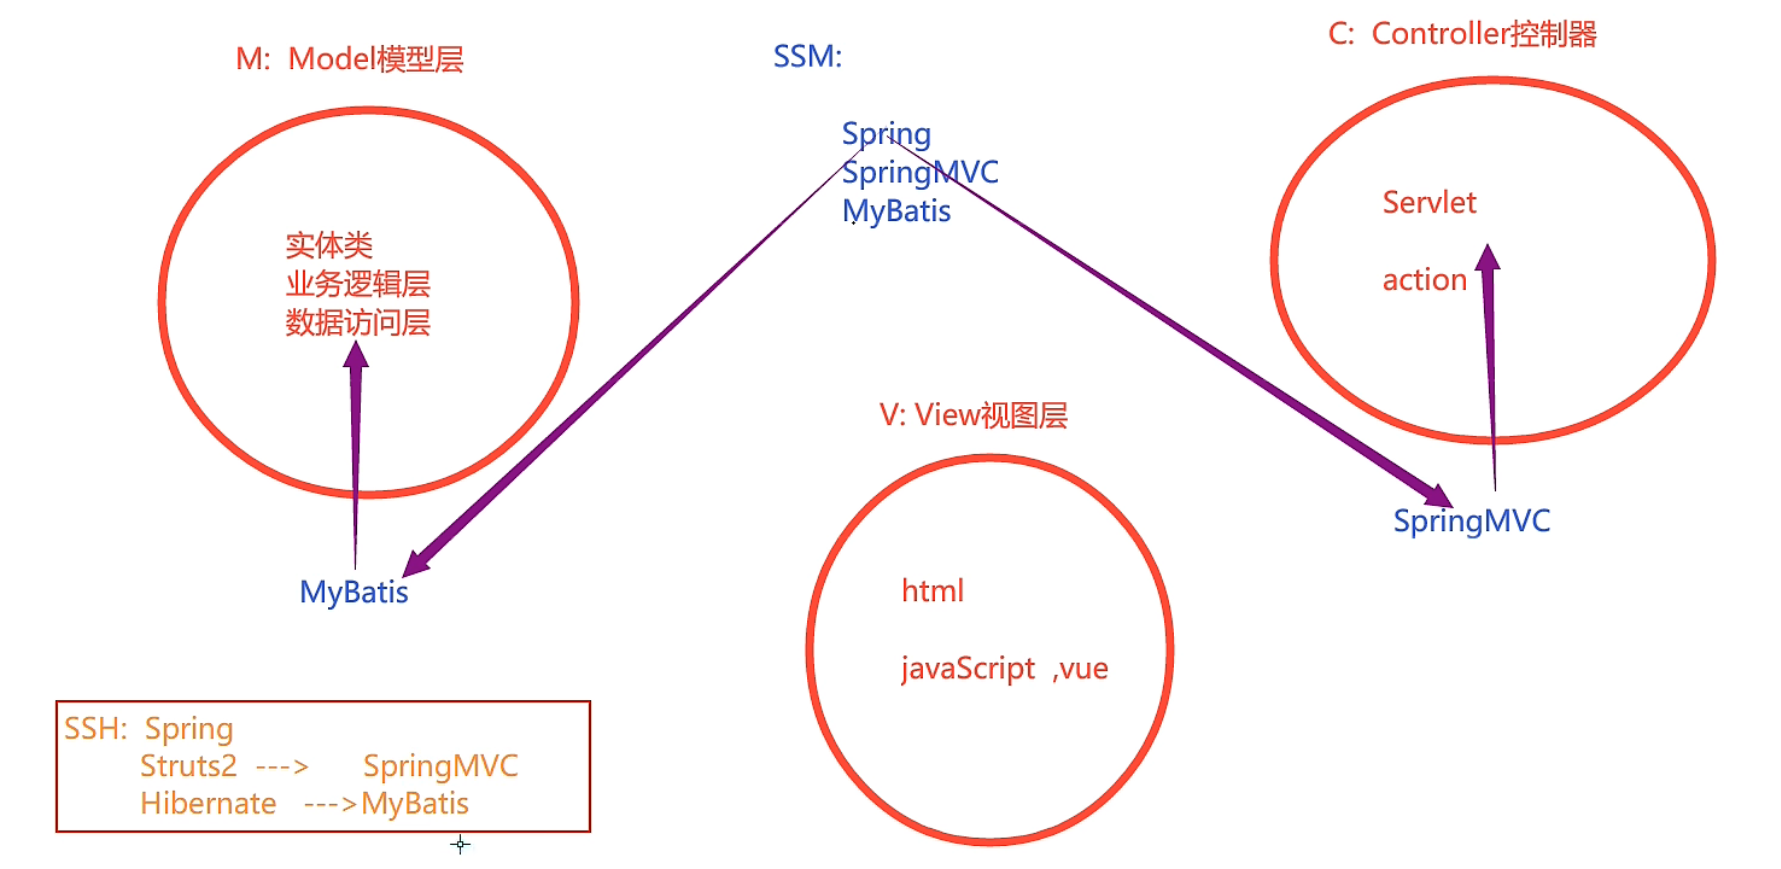 M: Model模型层
实体类
业务逻辑层
数据访问层
MyBatis
SSM:
Spring
SpringMVC
MyBatis
C: Controller控制器
Servlet
action
SpringMVC
V: View视图层
html
javaScript ,vue
SSH: Spring
Struts2 ---> SpringMVC
Hibernate --->MyBatis